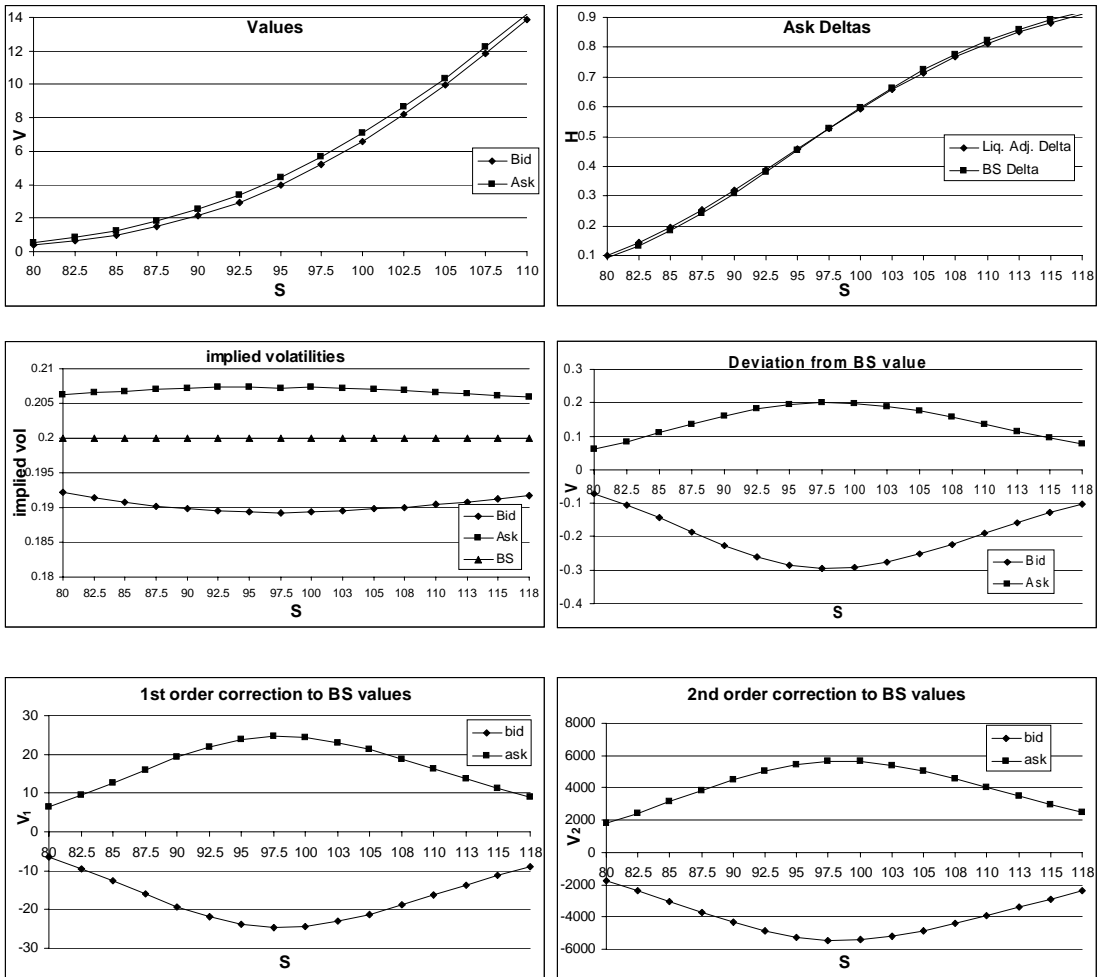 Values
14
12
10
8
6
4
2
0
V
80 82.5 85 87.5 90 92.5 95 97.5 100 102.5 105 107.5 110
S
Bid
Ask
Ask Deltas
0.9
0.8
0.7
0.6
0.5
0.4
0.3
0.2
0.1
H
80 82.5 85 87.5 90 92.5 95 97.5 100 103 105 108 110 113 115 118
S
Liq. Adj. Delta
BS Delta
implied volatilities
0.21
0.205
0.2
0.195
0.19
0.185
0.18
implied vol
80 82.5 85 87.5 90 92.5 95 97.5 100 103 105 108 110 113 115 118
S
Bid
Ask
BS
Deviation from BS value
0.3
0.2
0.1
0
-0.1
-0.2
-0.3
-0.4
V
80 82.5 85 87.5 90 92.5 95 97.5 100 103 105 108 110 113 115 118
S
Bid
Ask
1st order correction to BS values
30
20
10
0
-10
-20
-30
V1
80 82.5 85 87.5 90 92.5 95 97.5 100 103 105 108 110 113 115 118
S
bid
ask
2nd order correction to BS values
8000
6000
4000
2000
0
-2000
-4000
-6000
V2
80 82.5 85 87.5 90 92.5 95 97.5 100 103 105 108 110 113 115 118
S
bid
ask